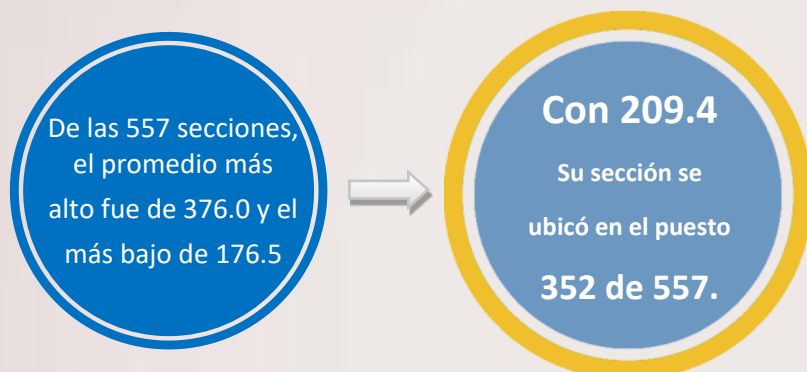 De las 557 secciones,
el promedio más
alto fue de 376.0 y el
más bajo de 176.5
Con 209.4
Su sección se
ubicó en el puesto
352 de 557.